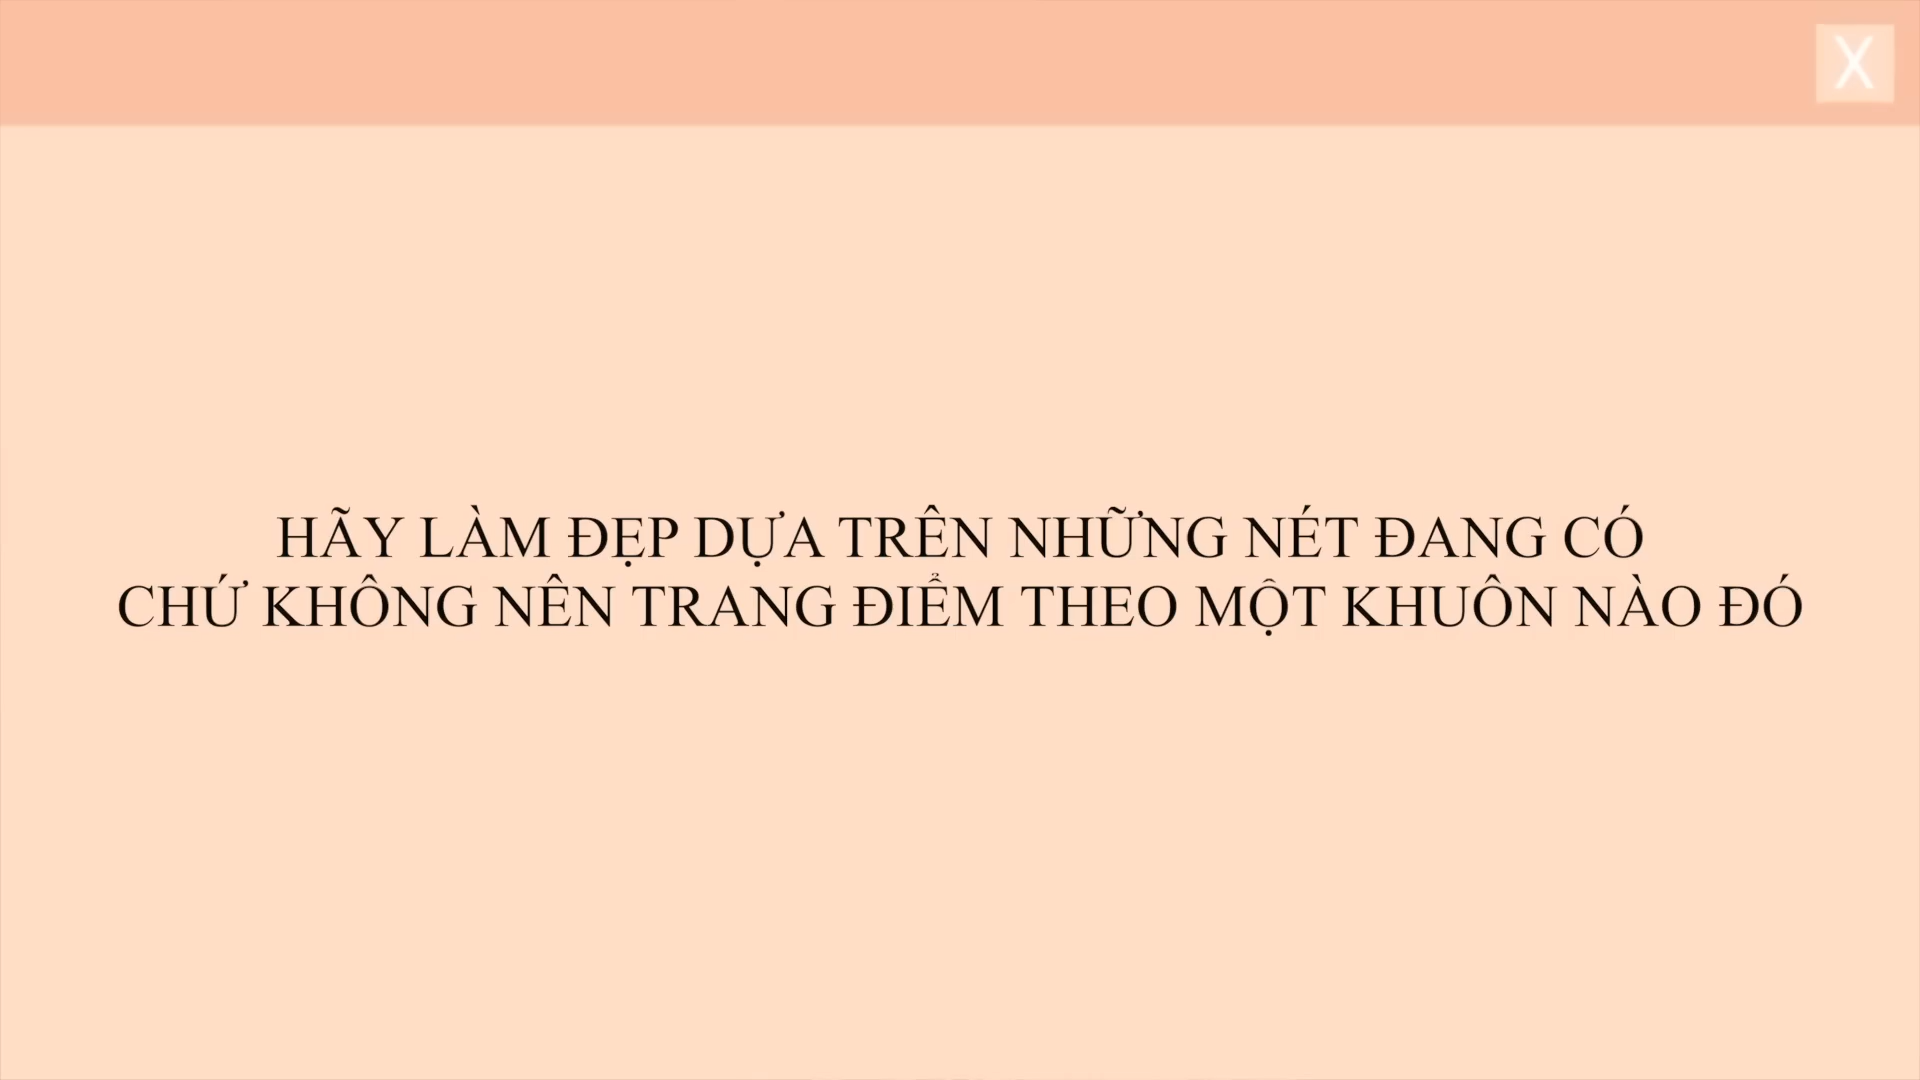 X
HÃY LÀM ĐẸP DỰA TRÊN NHỮNG NÉT ĐANG CÓ
CHỨ KHÔNG NÊN TRANG ĐIỂM THEO MỘT KHUÔN NÀO ĐÓ